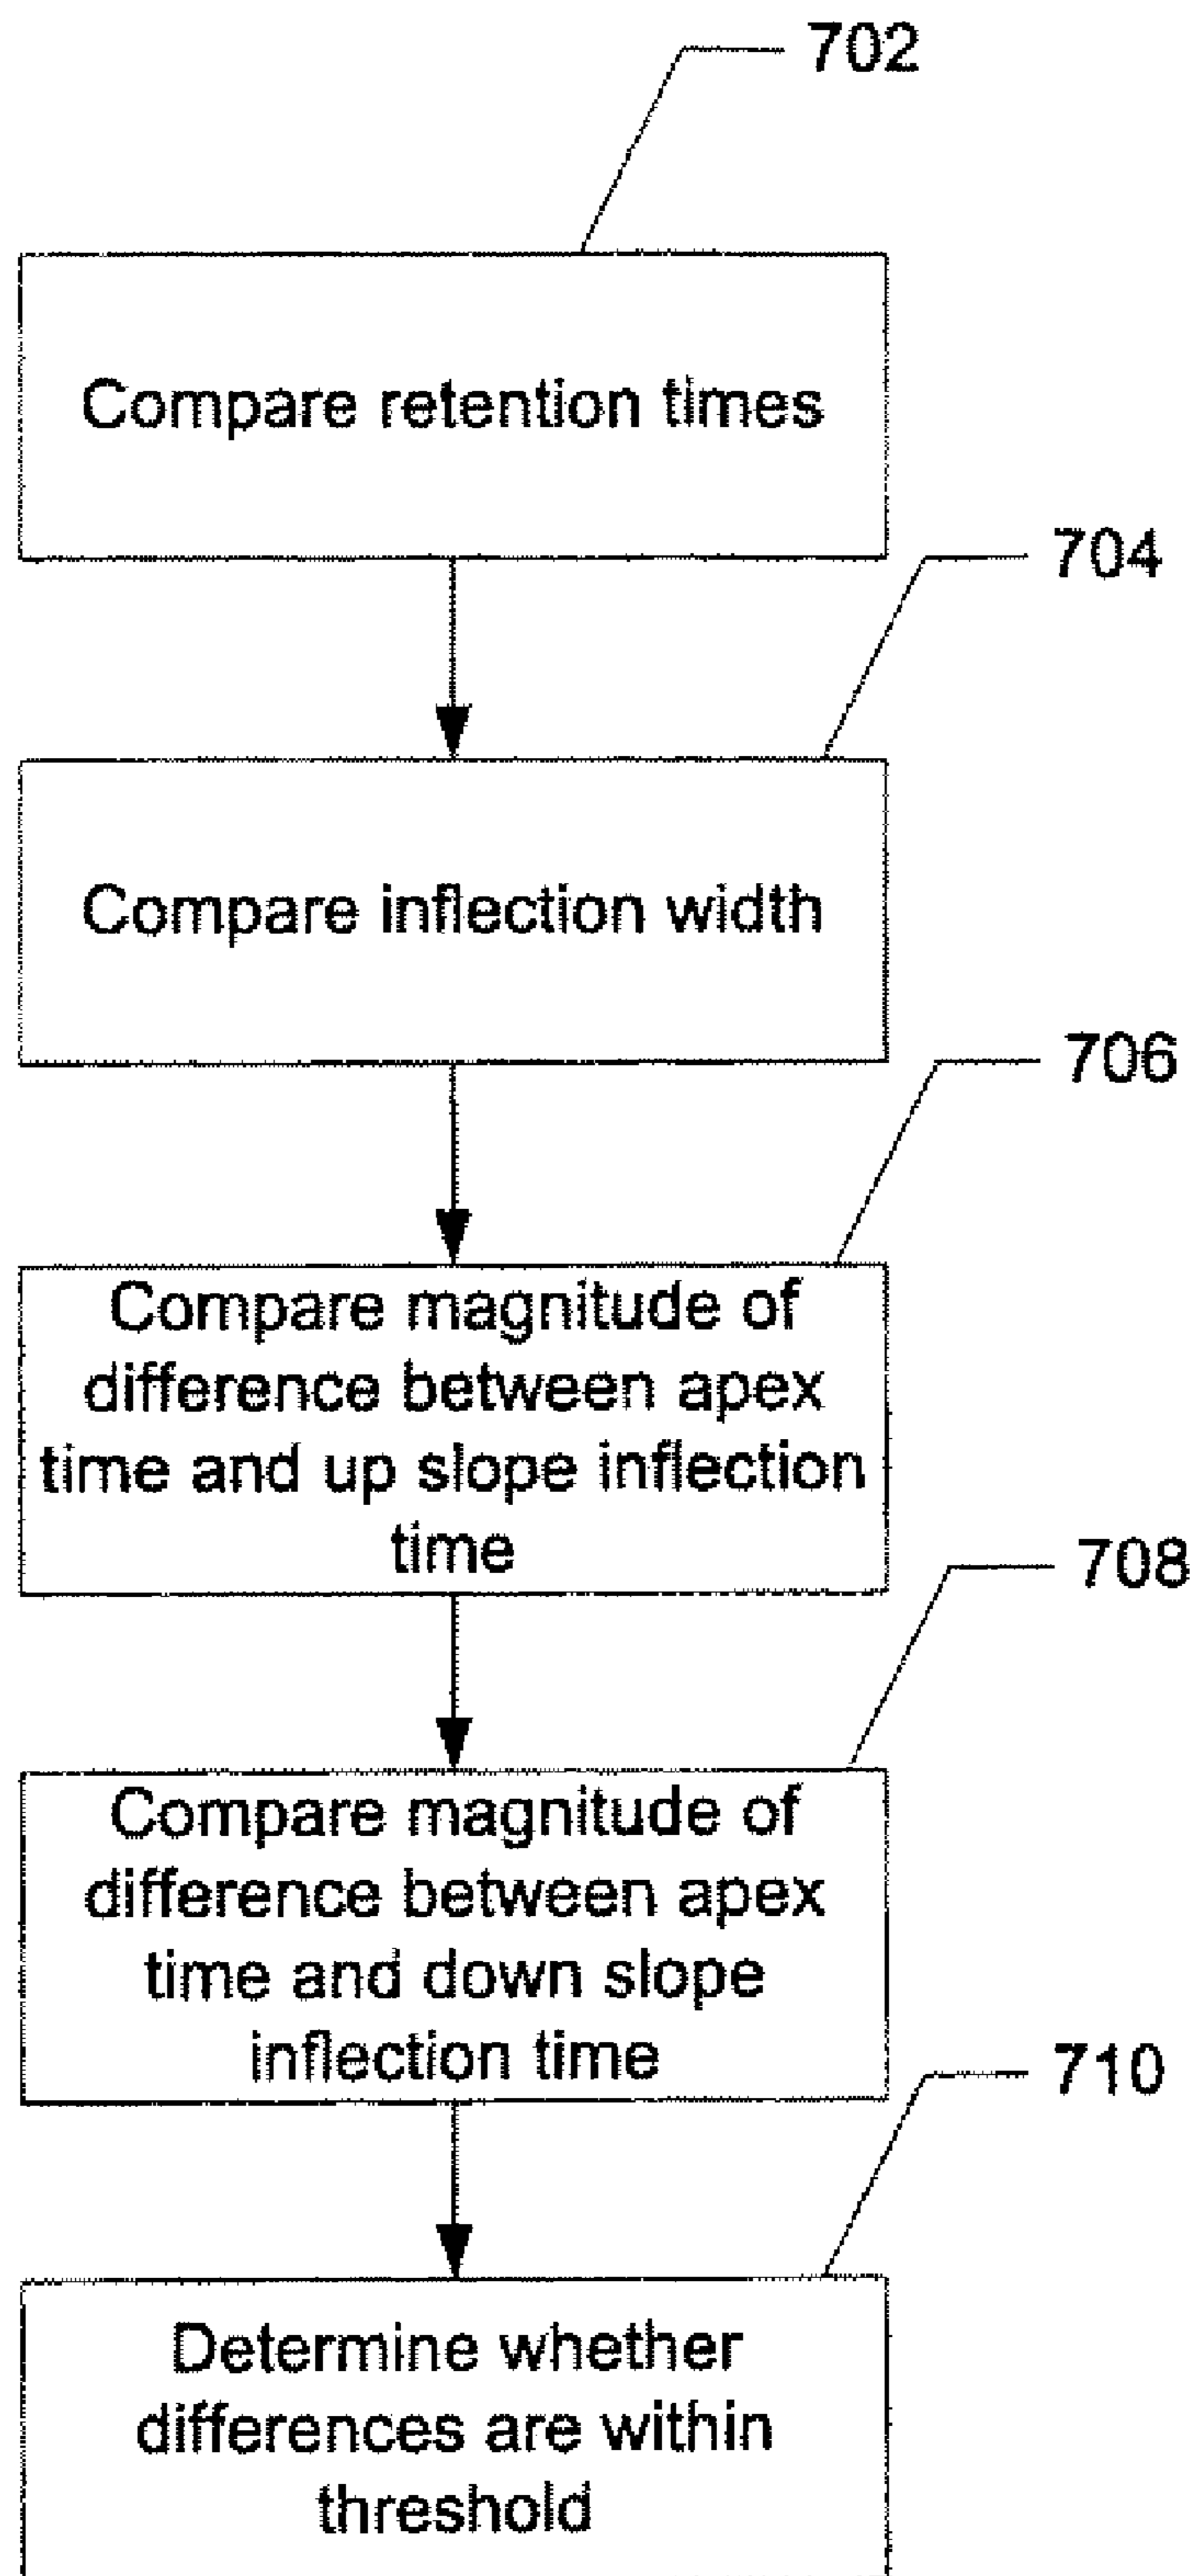 702
Compare retention times
704
Compare inflection width
706
Compare magnitude of
difference between apex
time and up slope inflection
time
708
Compare magnitude of
difference between apex
time and down slope
inflection time
710
Determine whether
differences are within
threshold